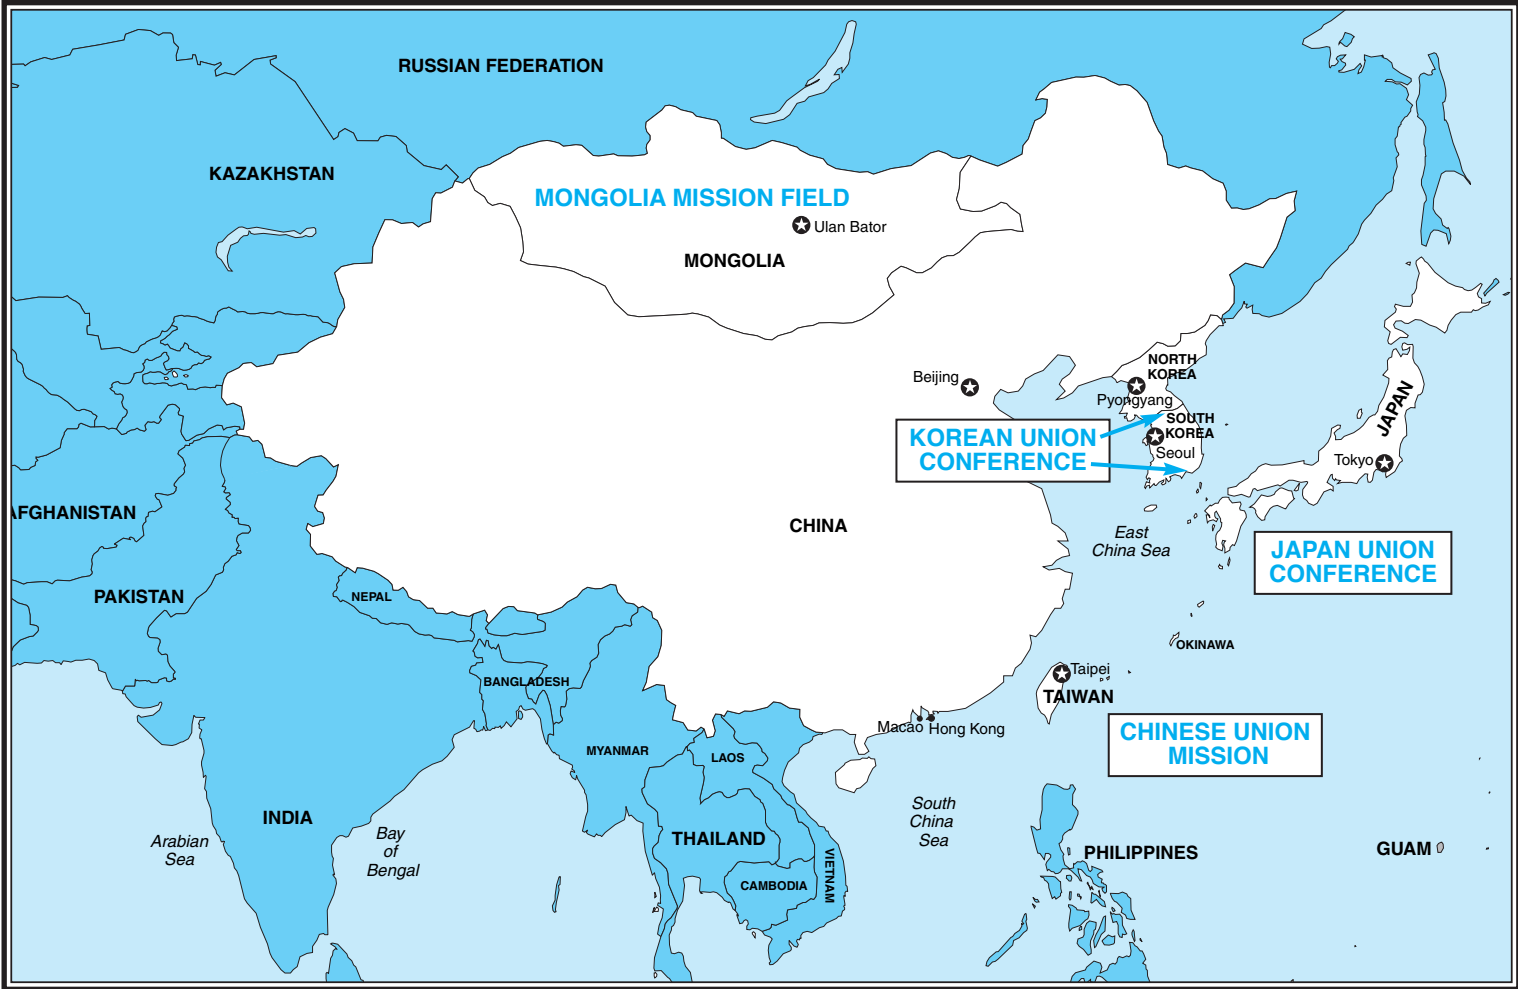 RUSSIAN FEDERATION
KAZAKHSTAN
MONGOLIA MISSION FIELD
Ulan Bator
MONGOLIA
Beijing
NORTH
KOREA
Pyongyang
SOUTH
KOREA
Seoul
KOREAN UNION
CONFERENCE
JAPAN
Tokyo
AFGHANISTAN
CHINA
East
China Sea
JAPAN UNION
CONFERENCE
PAKISTAN
NEPAL
OKINAWA
Taipei
TAIWAN
BANGLADESH
Macao
Hong Kong
CHINESE UNION
MISSION
MYANMAR
LAOS
INDIA
Arabian
Sea
Bay
of
Bengal
THAILAND
VIETNAM
CAMBODIA
South
China
Sea
PHILIPPINES
GUAM